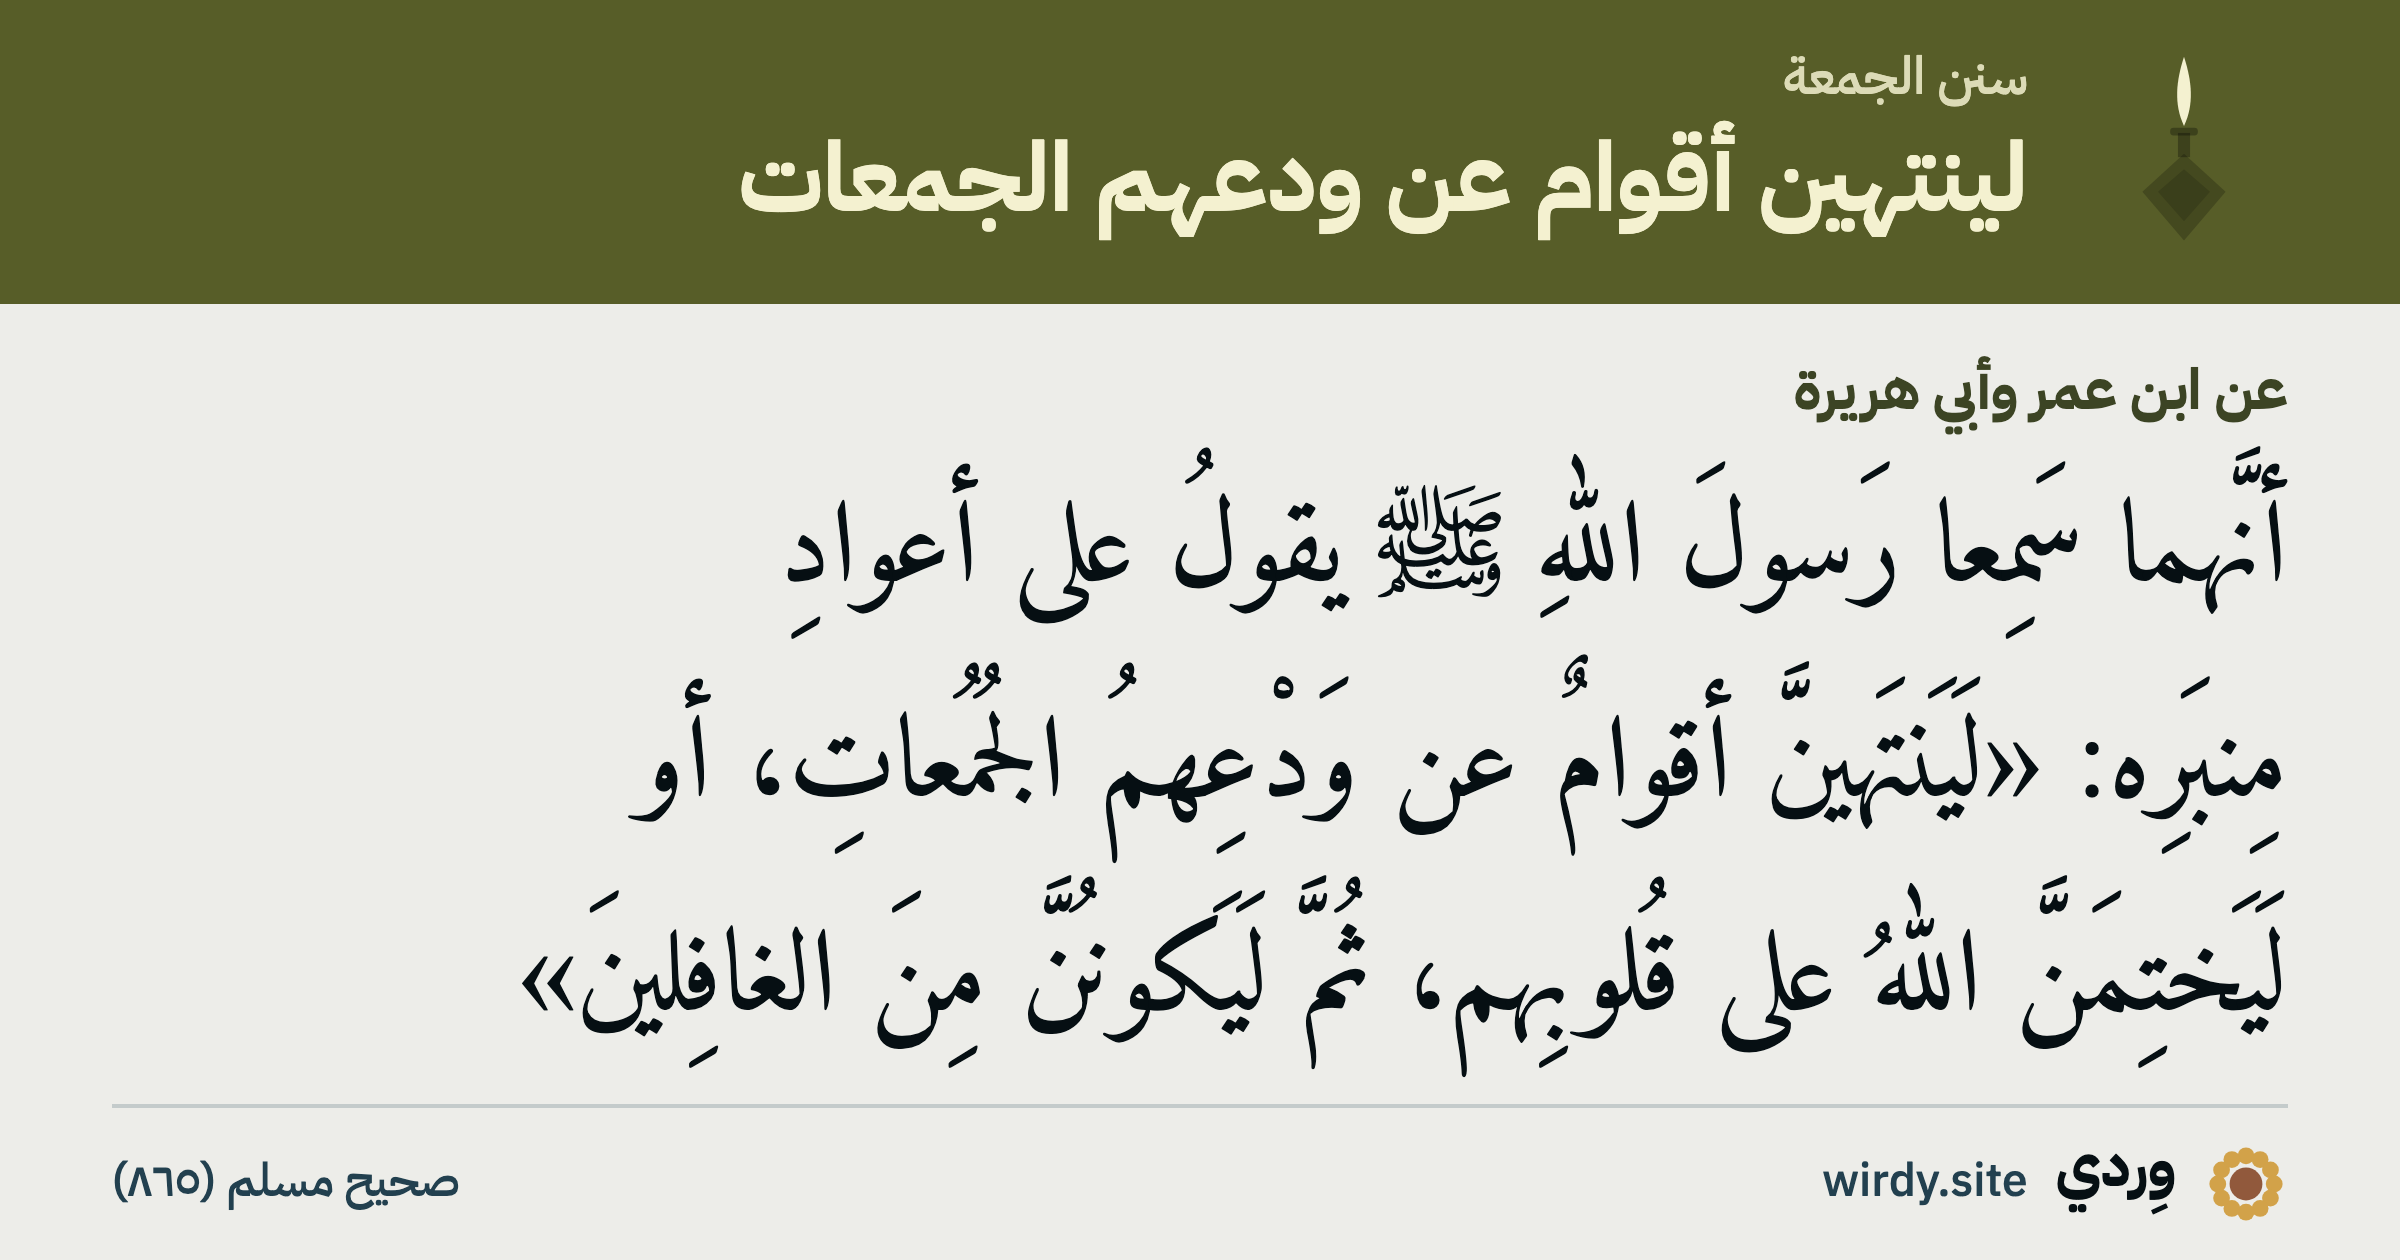 سنن الجمعة
لينتهين أقوام عن ودعهم الجمعات
عن ابن عمر وأبي هريرة
أَنَّهما سَمِعا رَسولَ اللهِ ﷺ يقولُ على أعوادِ
مِنبَرِه: «لَيَنتَهيَنَّ أقوامٌ عن وَدْعِهمُ الجُمُعاتِ، أو
لَيَختِمَنَّ اللهُ على قُلوبِهم، ثُمَّ لَيَكونُنَّ مِنَ الغافِلينَ»
وِردي wirdy.site
صحيح مسلم (٨٦٥)